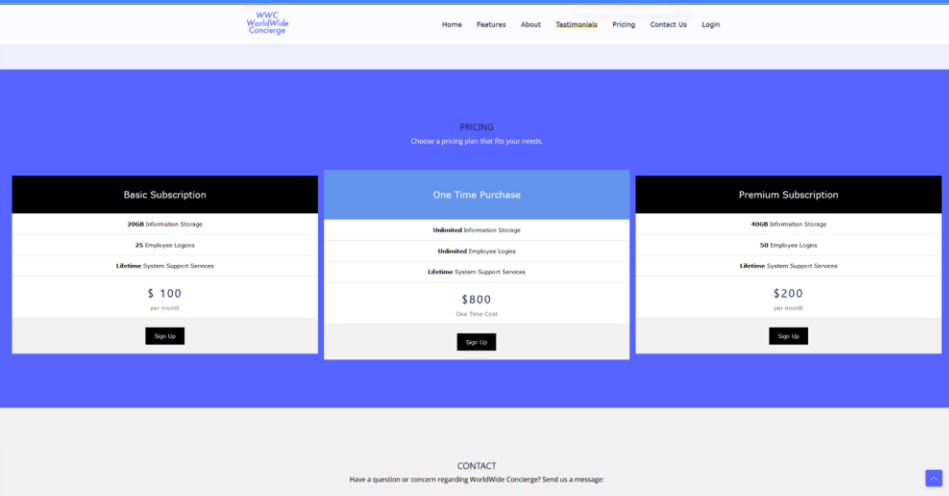 WWC
WorldWide
Concierge
Home Features About Testimonials Pricing Contact Us Login
PRICING
Choose a pricing plan that fits your needs.
Basic Subscription
20GB Information Storage
25 Employee Logons
Lifetime System Support Services
$ 100
per month
Sign Up
One Time Purchase
Unlimited Information Storage
Unlimited Employee Logins
Lifetime System Support Services
$800
One Time Cost
Sign Up
Premium Subscription
40GB Information Storage
50 Employee Logins
Lifetime System Support Services
$200
per month
Sign Up
CONTACT
Have a question or concern regarding WorldWide Concierge? Send us a message: